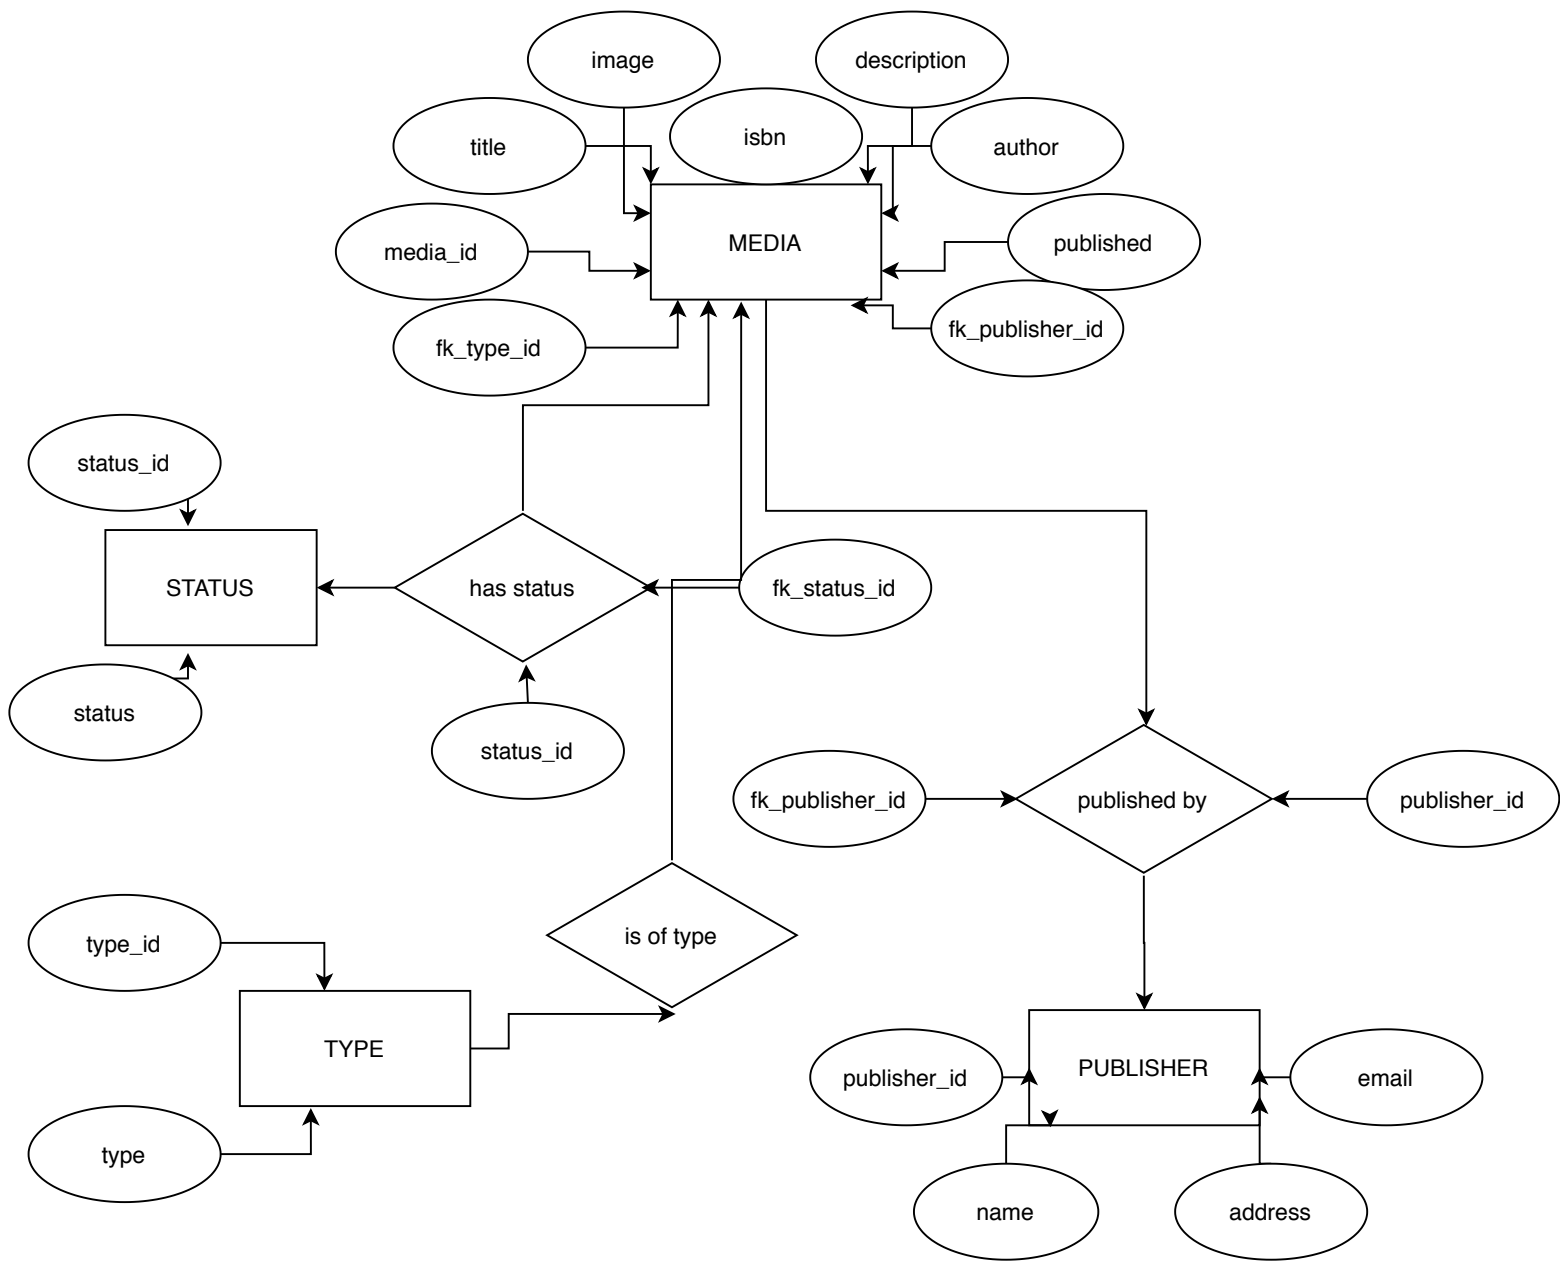 image
description
title
isbn
author
media_id
MEDIA
published
fk_type_id
fk_publisher_id
status_id
STATUS
has status
fk_status_id
status
status_id
fk_publisher_id
published by
publisher_id
type_id
is of type
TYPE
publisher_id
PUBLISHER
email
type
name
address